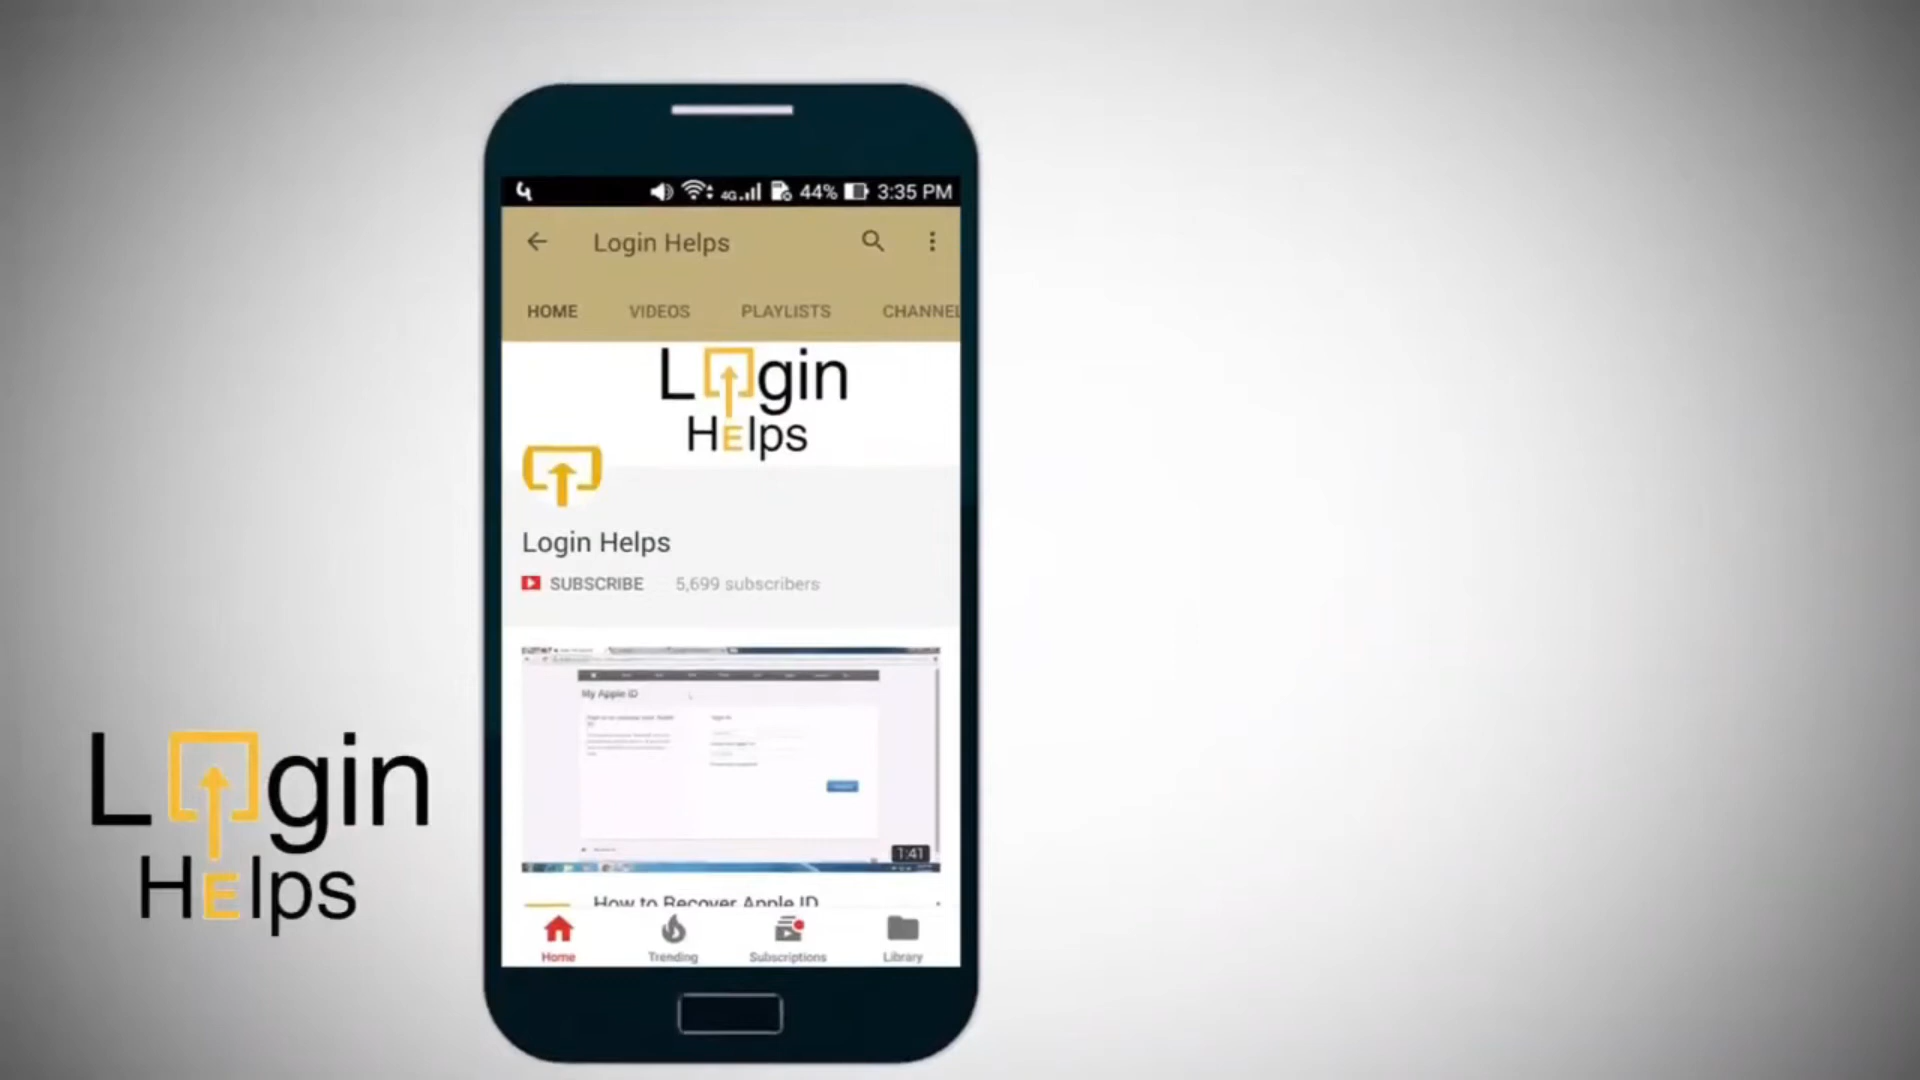 4G 44% 3:35 PM
Login Helps
HOME VIDEOS PLAYLISTS CHANNEL
Login
Helps
Login Helps
SUBSCRIBE 5,699 subscribers
My Apple ID
1:41
How to Recover Apple ID
Home Trending Subscriptions Library
Login
Helps